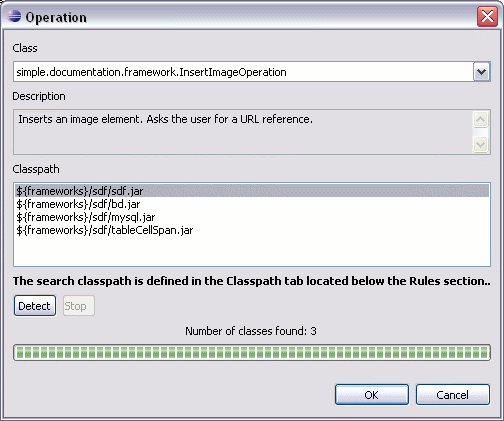 Operation
Class
simple.documentation.framework.InsertImageOperation
Description
Inserts an image element. Asks the user for a URL reference.
Classpath
${frameworks}/sdf/sdf.jar
${frameworks}/sdf/bd.jar
${frameworks}/sdf/mysql.jar
${frameworks}/sdf/tableCellSpan.jar
The search classpath is defined in the Classpath tab located below the Rules section..
Detect Stop
Number of classes found: 3
OK Cancel